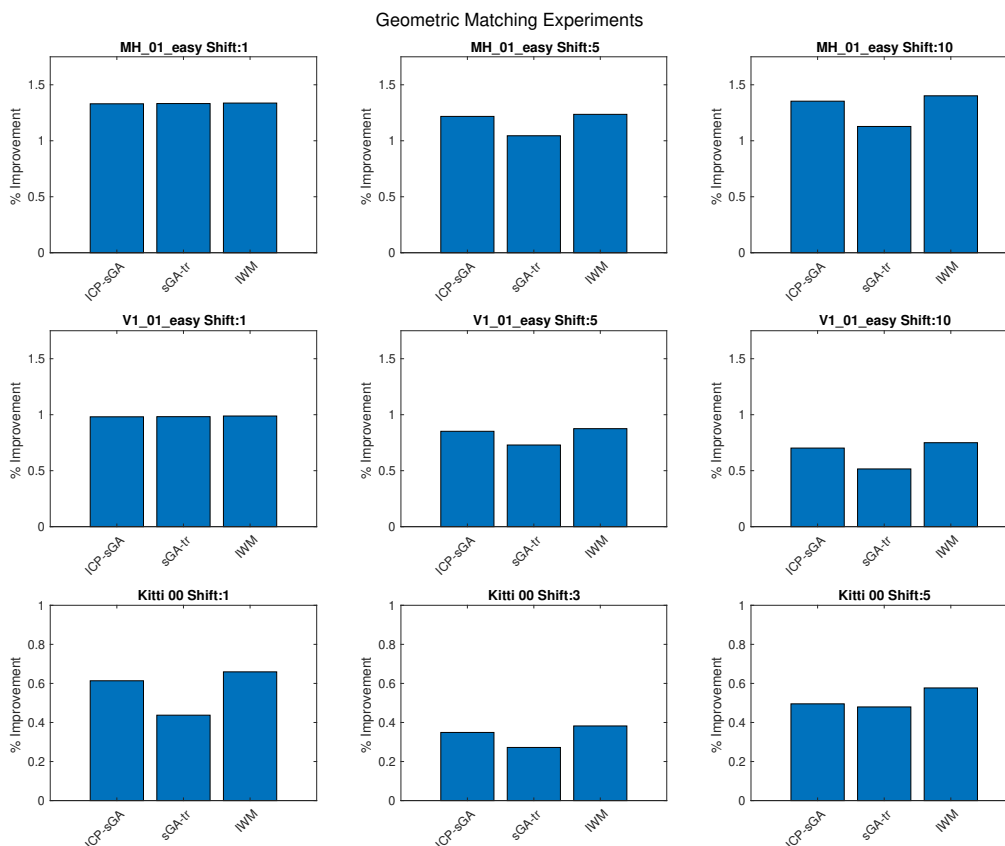 Geometric Matching Experiments
MH_01_easy Shift:1
MH_01_easy Shift:5
MH_01_easy Shift:10
% Improvement
1.5
1
0.5
0
ICP-sGA
sGA-tr
IWM
% Improvement
1.5
1
0.5
0
ICP-sGA
sGA-tr
IWM
% Improvement
1.5
1
0.5
0
ICP-sGA
sGA-tr
IWM
V1_01_easy Shift:1
V1_01_easy Shift:5
V1_01_easy Shift:10
% Improvement
1.5
1
0.5
0
ICP-sGA
sGA-tr
IWM
% Improvement
1.5
1
0.5
0
ICP-sGA
sGA-tr
IWM
% Improvement
1.5
1
0.5
0
ICP-sGA
sGA-tr
IWM
Kitti 00 Shift:1
Kitti 00 Shift:3
Kitti 00 Shift:5
% Improvement
1
0.8
0.6
0.4
0.2
0
ICP-sGA
sGA-tr
IWM
% Improvement
1
0.8
0.6
0.4
0.2
0
ICP-sGA
sGA-tr
IWM
% Improvement
1
0.8
0.6
0.4
0.2
0
ICP-sGA
sGA-tr
IWM